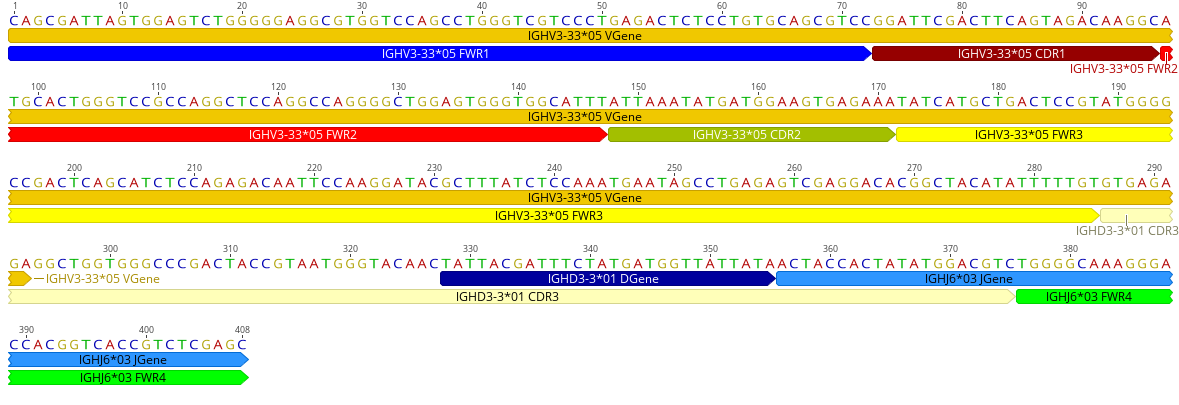 1 10 20 30 40 50 60 70 80 90
CAGCGATTAGTGGAGTCTGGGGGAGGCGTGGTCCAGCCTGGGTCGTCCCTGAGACTCTCCTGTGCAGCGTCCGGATTCGACTTCAGTAGACAAGGCA
IGHV3-33*05 VGene
IGHV3-33*05 FWR1 IGHV3-33*05 CDR1
IGHV3-33*05 FWR2
100 110 120 130 140 150 160 170 180 190
TGCACTGGGTCCGCCAGGCTCCAGGCCAGGGGCTGGAGTGGGTGGCATTTATTAAATATGATGGAAGTGAGAAATATCATGCTGACTCCGTATGGGG
IGHV3-33*05 VGene
IGHV3-33*05 FWR2 IGHV3-33*05 CDR2 IGHV3-33*05 FWR3
200 210 220 230 240 250 260 270 280 290
CCGACTCAGCATCTCCAGAGACAATTCCAAGGATACGCTTTATCTCCAAATGAATAGCCTGAGAGTCGAGGACACGGCTACATATTTTTGTGTGAGA
IGHV3-33*05 VGene
IGHV3-33*05 FWR3
IGHD3-3*01 CDR3
300 310 320 330 340 350 360 370 380
GAGGCTGGTGGGCCCGACTACCGTAATGGGTACAACTATTACGATTTCTATGATGGTTATTATAACTACCACTATATGGACGTCTGGGGCAAAGGGA
IGHV3-33*05 VGene IGHD3-3*01 DGene IGHJ6*03 JGene
IGHD3-3*01 CDR3 IGHJ6*03 FWR4
390 400 408
CCACGGTCACCGTCTCGAGC
IGHJ6*03 JGene
IGHJ6*03 FWR4